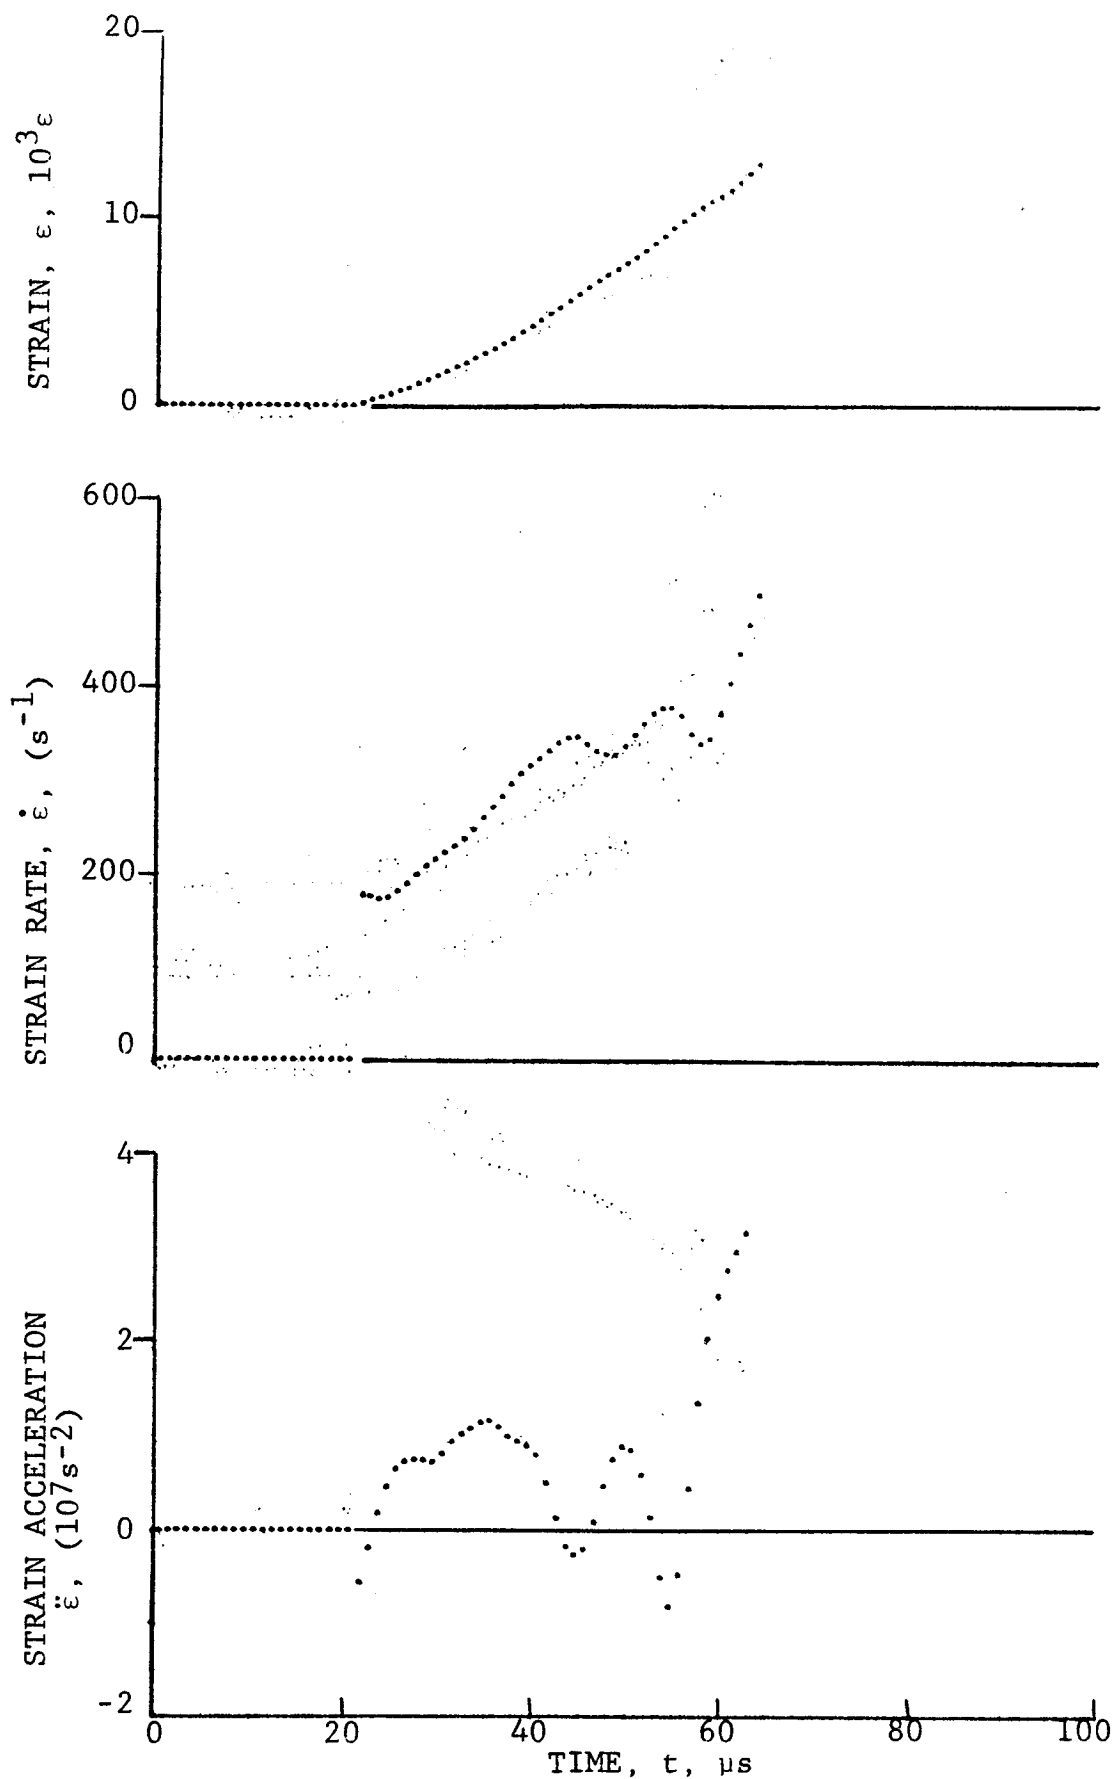 20
10
0
STRAIN, ε, 10³ε
600
400
200
0
STRAIN RATE, ε̇, (s⁻¹)
4
2
0
-2
STRAIN ACCELERATION
ε̈, (10⁷s-2)
0 20 40 60 80 100
TIME, t, μs